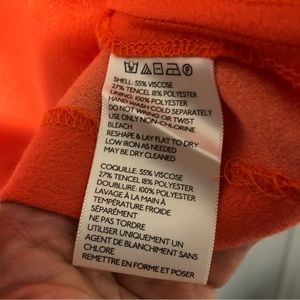 SHELL: 55% VISCOSE
27% TENCEL 18% POLYESTER
LINING: 100% POLYESTER
HAND WASH COLD SEPARATELY
DO NOT WRING OR TWIST
USE ONLY NON-CHLORINE
BLEACH
RESHAPE & LAY FLAT TO DRY
LOW IRON AS NEEDED
MAY BE DRY CLEANED
COQUILLE: 55% VISCOSE
27% TENCEL 18% POLYESTER
DOUBLURE: 100% POLYESTER
LAVER À LA MAIN À
TEMPÉRATURE FROIDE
SÉPARÉMENT
NE PAS TORDRE
UTILISER UNIQUEMENT UN
AGENT DE BLANCHIMENT SANS
CHLORE
REMETTRE EN FORME ET POSER